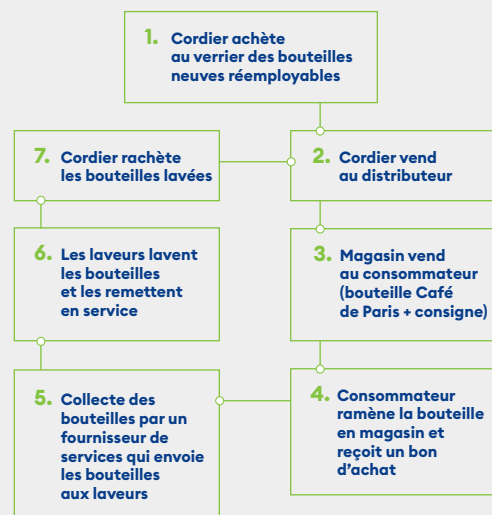 1. Cordier achète
au verrier des bouteilles
neuves réemployables
2. Cordier vend
au distributeur
3. Magasin vend
au consommateur
(bouteille Café
de Paris + consigne)
4. Consommateur
ramène la bouteille
en magasin et
reçoit un bon
d'achat
5. Collecte des
bouteilles par un
fournisseur de
services qui envoie
les bouteilles
aux laveurs
6. Les laveurs lavent
les bouteilles
et les remettent
en service
7. Cordier rachète
les bouteilles lavées